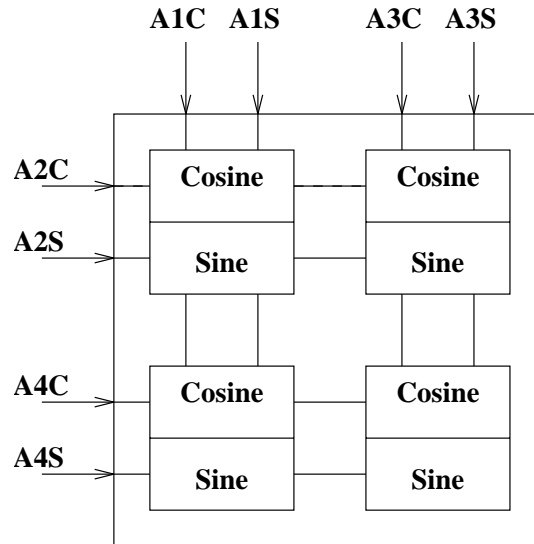 A1C A1S A3C A3S
A2C Cosine Cosine
A2S Sine Sine
A4C Cosine Cosine
A4S Sine Sine